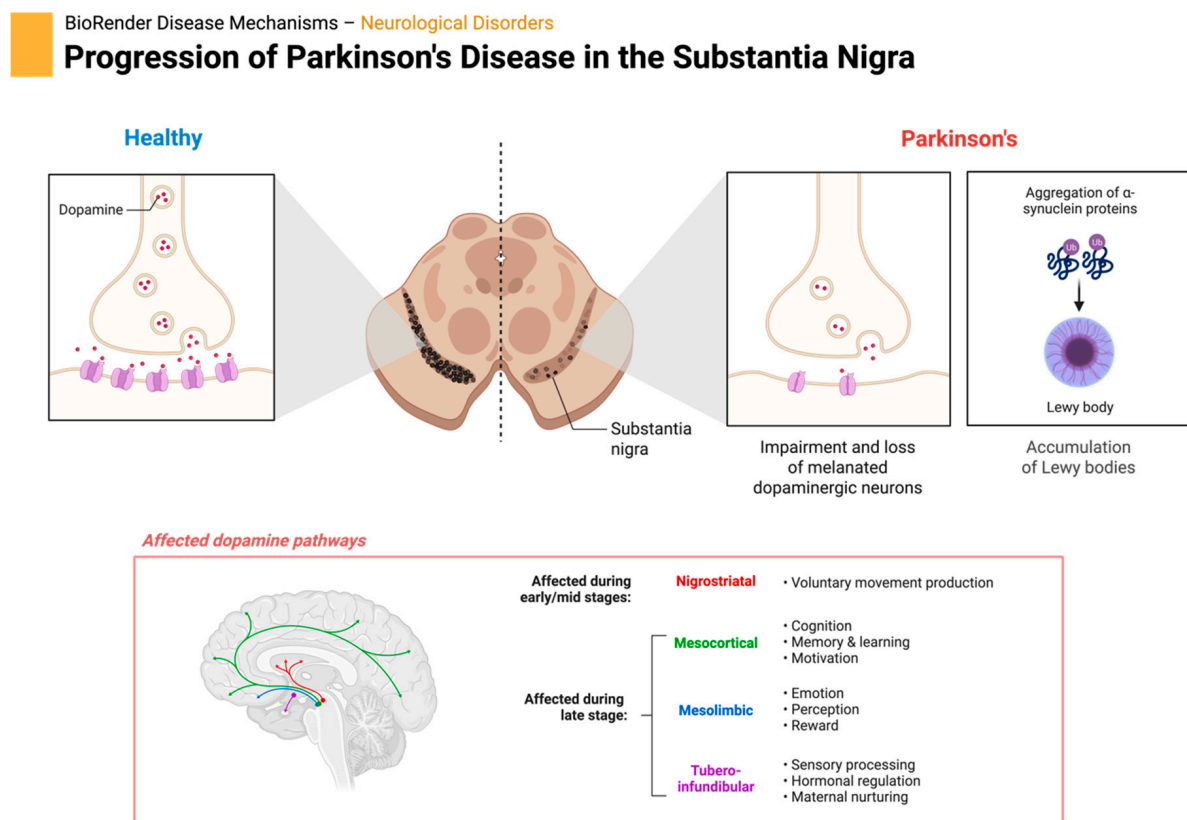 BioRender Disease Mechanisms – Neurological Disorders
Progression of Parkinson's Disease in the Substantia Nigra
Healthy
Dopamine
Substantia
nigra
Parkinson's
Impairment and loss
of melanated
dopaminergic neurons
Aggregation of α-
synuclein proteins
Ub
Ub
Lewy body
Accumulation
of Lewy bodies
Affected dopamine pathways
Affected during
early/mid stages:
Nigrostriatal
• Voluntary movement production
Affected during
late stage:
Mesocortical
• Cognition
• Memory & learning
• Motivation
Mesolimbic
• Emotion
• Perception
• Reward
Tubero-
infundibular
• Sensory processing
• Hormonal regulation
• Maternal nurturing